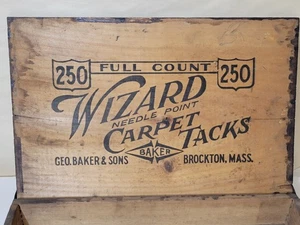 250 FULL COUNT 250
WIZARD
NEEDLE POINT
CARPET
TACKS
BAKER
GEO. BAKER & SONS BROCKTON, MASS.